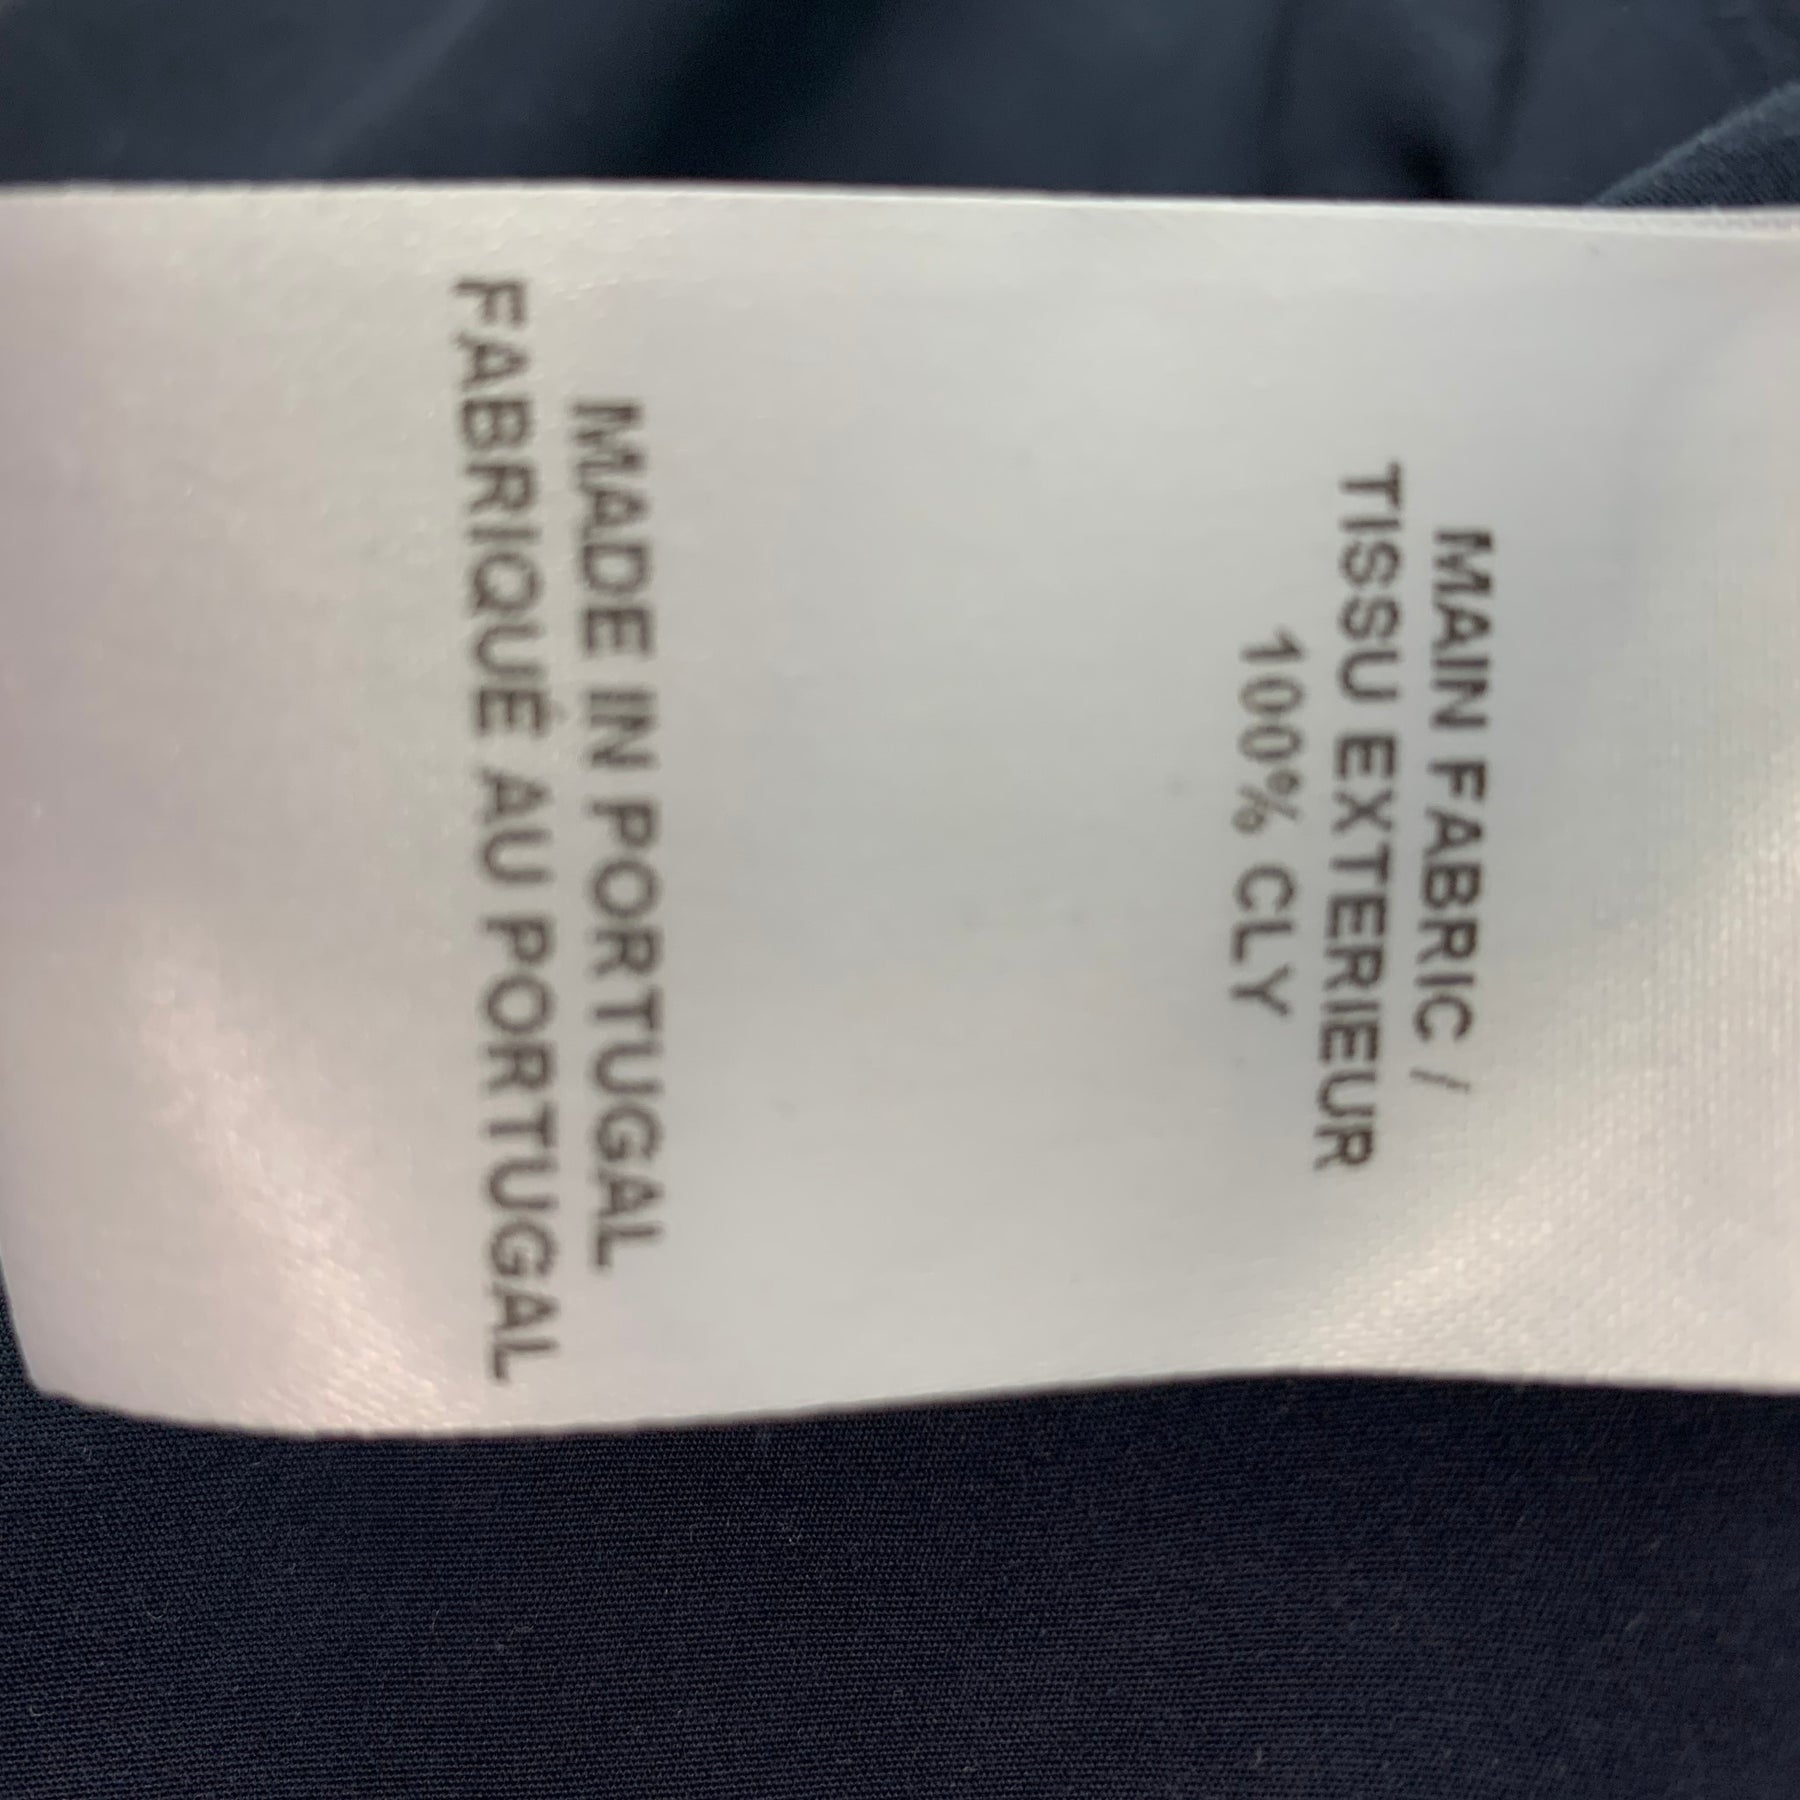 MAIN FABRIC /
TISSU EXTERIEUR
100% CLY
MADE IN PORTUGAL
FABRIQUÉ AU PORTUGAL